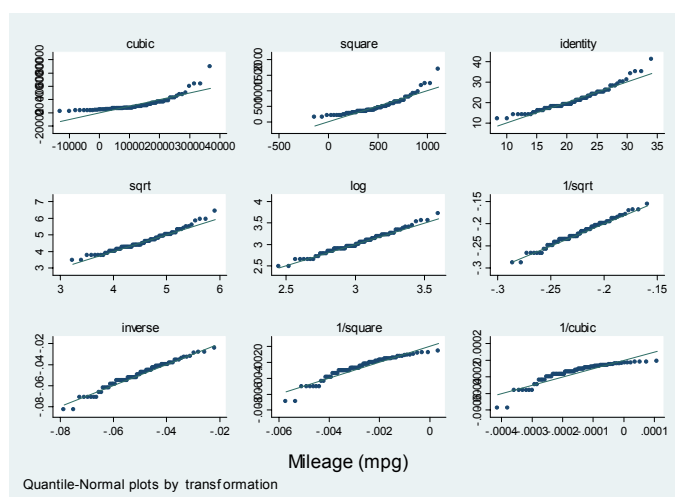 cubic
square
identity
-10000 0 10000 20000 30000 40000
-500 0 500 1000
10 20 30 40
10 15 20 25 30 35
sqrt
log
1/sqrt
3 4 5 6 7
3 4 5 6
2.5 3 3.5 4
2.5 3 3.5
-.3 -.25 -.2 -.15
-.3 -.25 -.2 -.15
inverse
1/square
1/cubic
-.08 -.06 -.04 -.02
-.08 -.06 -.04 -.02
-.006 -.004 -.002 0
-.0004 -.0003 -.0002 -.0001 0 .0001
Mileage (mpg)
Quantile-Normal plots by transformation